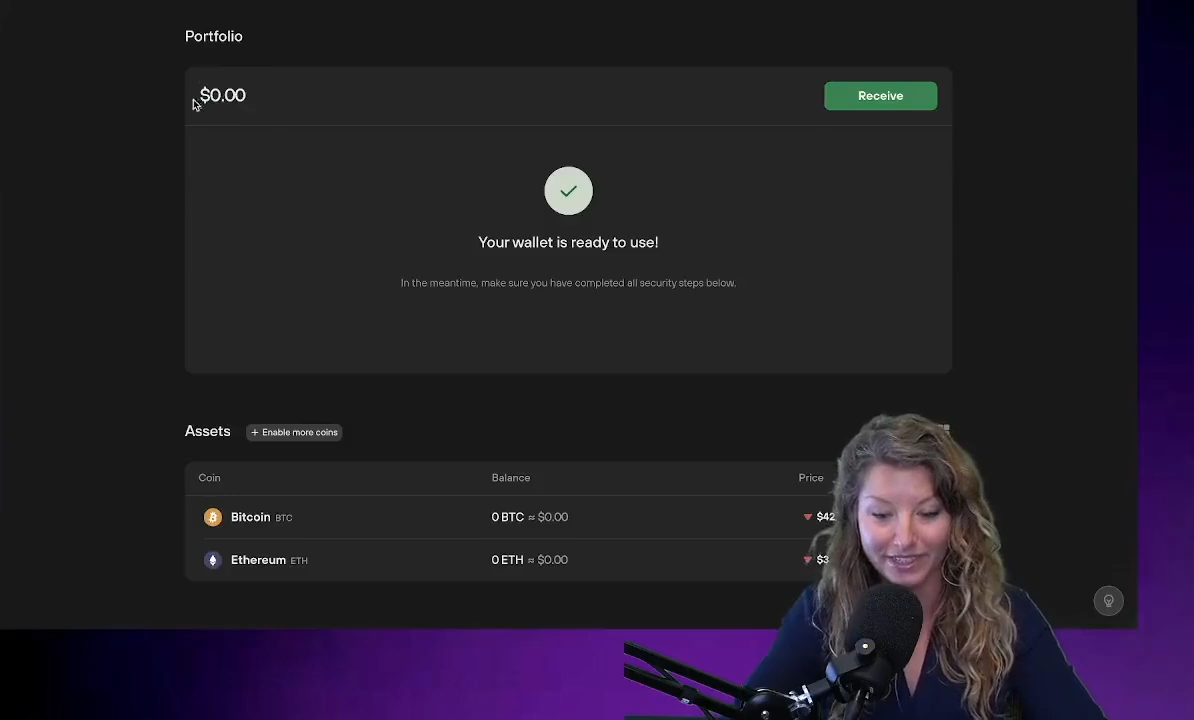 Portfolio
$0.00
Receive
Your wallet is ready to use!
In the meantime, make sure you have completed all security steps below.
Assets + Enable more coins
Coin Balance Price
Bitcoin BTC 0 BTC ≈ $0.00 $42
Ethereum ETH 0 ETH ≈ $0.00 $3